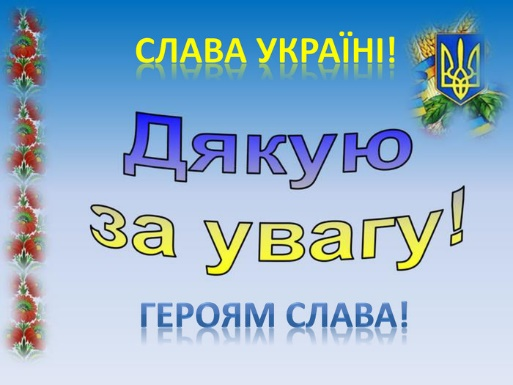 СЛАВА УКРАЇНІ!
Дякую
за увагу!
ГЕРОЯМ СЛАВА!